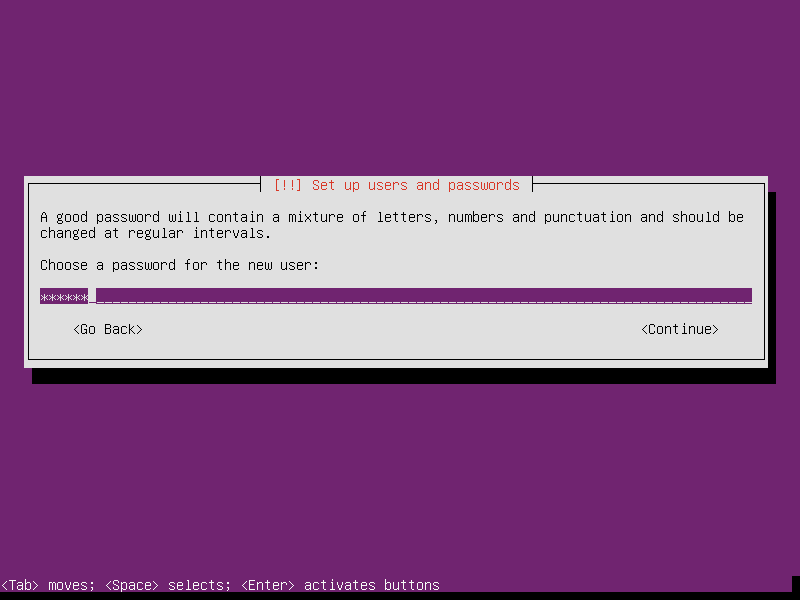 [!!] Set up users and passwords
A good password will contain a mixture of letters, numbers and punctuation and should be
changed at regular intervals.
Choose a password for the new user:
******
<Go Back> <Continue>
<Tab> moves; <Space> selects; <Enter> activates buttons